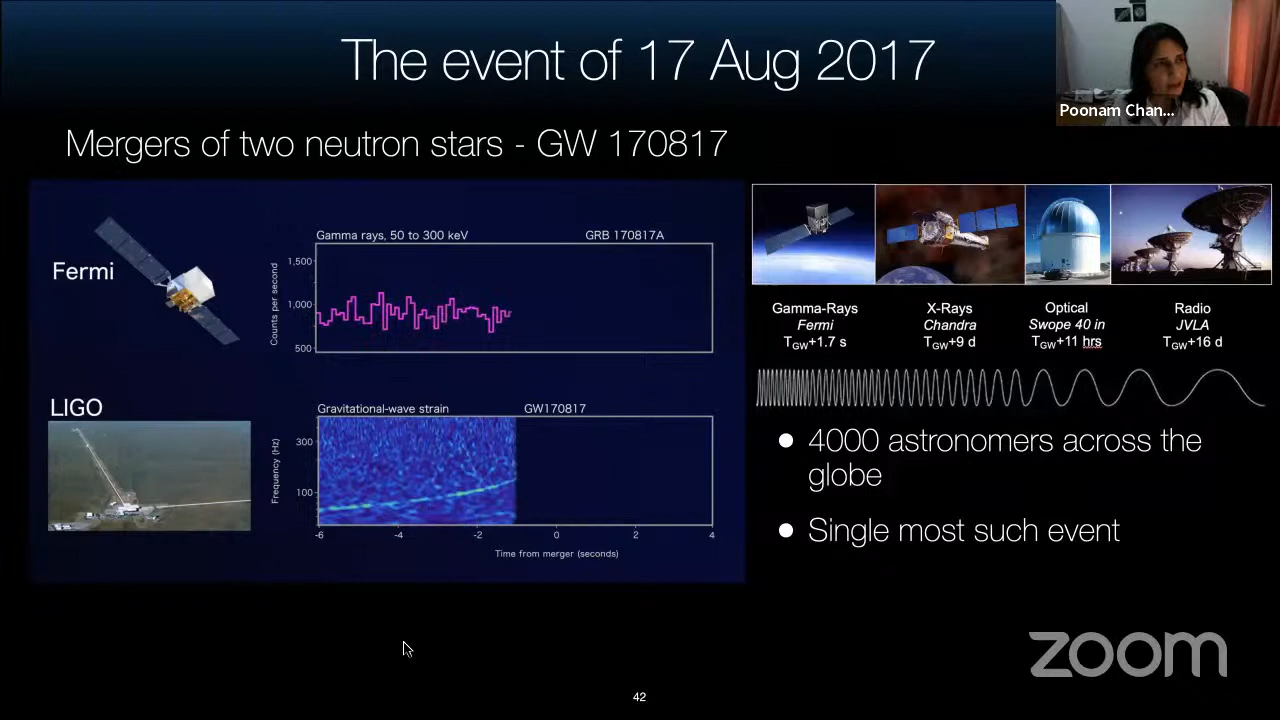 The event of 17 Aug 2017
Poonam Chan...
Mergers of two neutron stars - GW 170817
Fermi
Gamma rays, 50 to 300 keV
GRB 170817A
Counts per second
1,500
1,000
500
LIGO
Gravitational-wave strain
GW170817
Frequency (Hz)
300
100
-6 -4 -2 0 2 4
Time from merger (seconds)
Gamma-Rays
Fermi
TGW+1.7 s
X-Rays
Chandra
TGW+9 d
Optical
Swope 40 in
TGW+11 hrs
Radio
JVLA
TGW+16 d
● 4000 astronomers across the
globe
● Single most such event
zoom
42